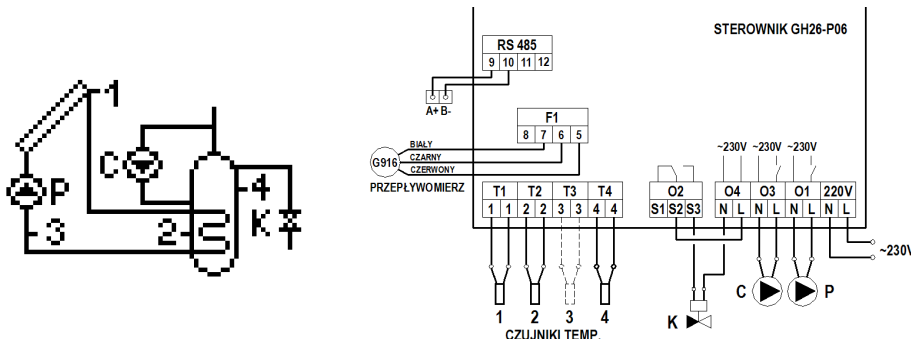 STEROWNIK GH26-P06
RS 485
9 10 11 12
A+ B-
F1
8 7 6 5
BIAŁY
CZARNY
CZERWONY
G916
PRZEPŁYWOMIERZ
T1 T2 T3 T4
1 1 2 2 3 3 4 4
~230V ~230V ~230V
O2 O4 O3 O1 220V
S1 S2 S3 N L N L N L N L
~230V
1 2 3 4
CZUJNIKI TEMP.
K C P
1
C
P
4
3
2
K